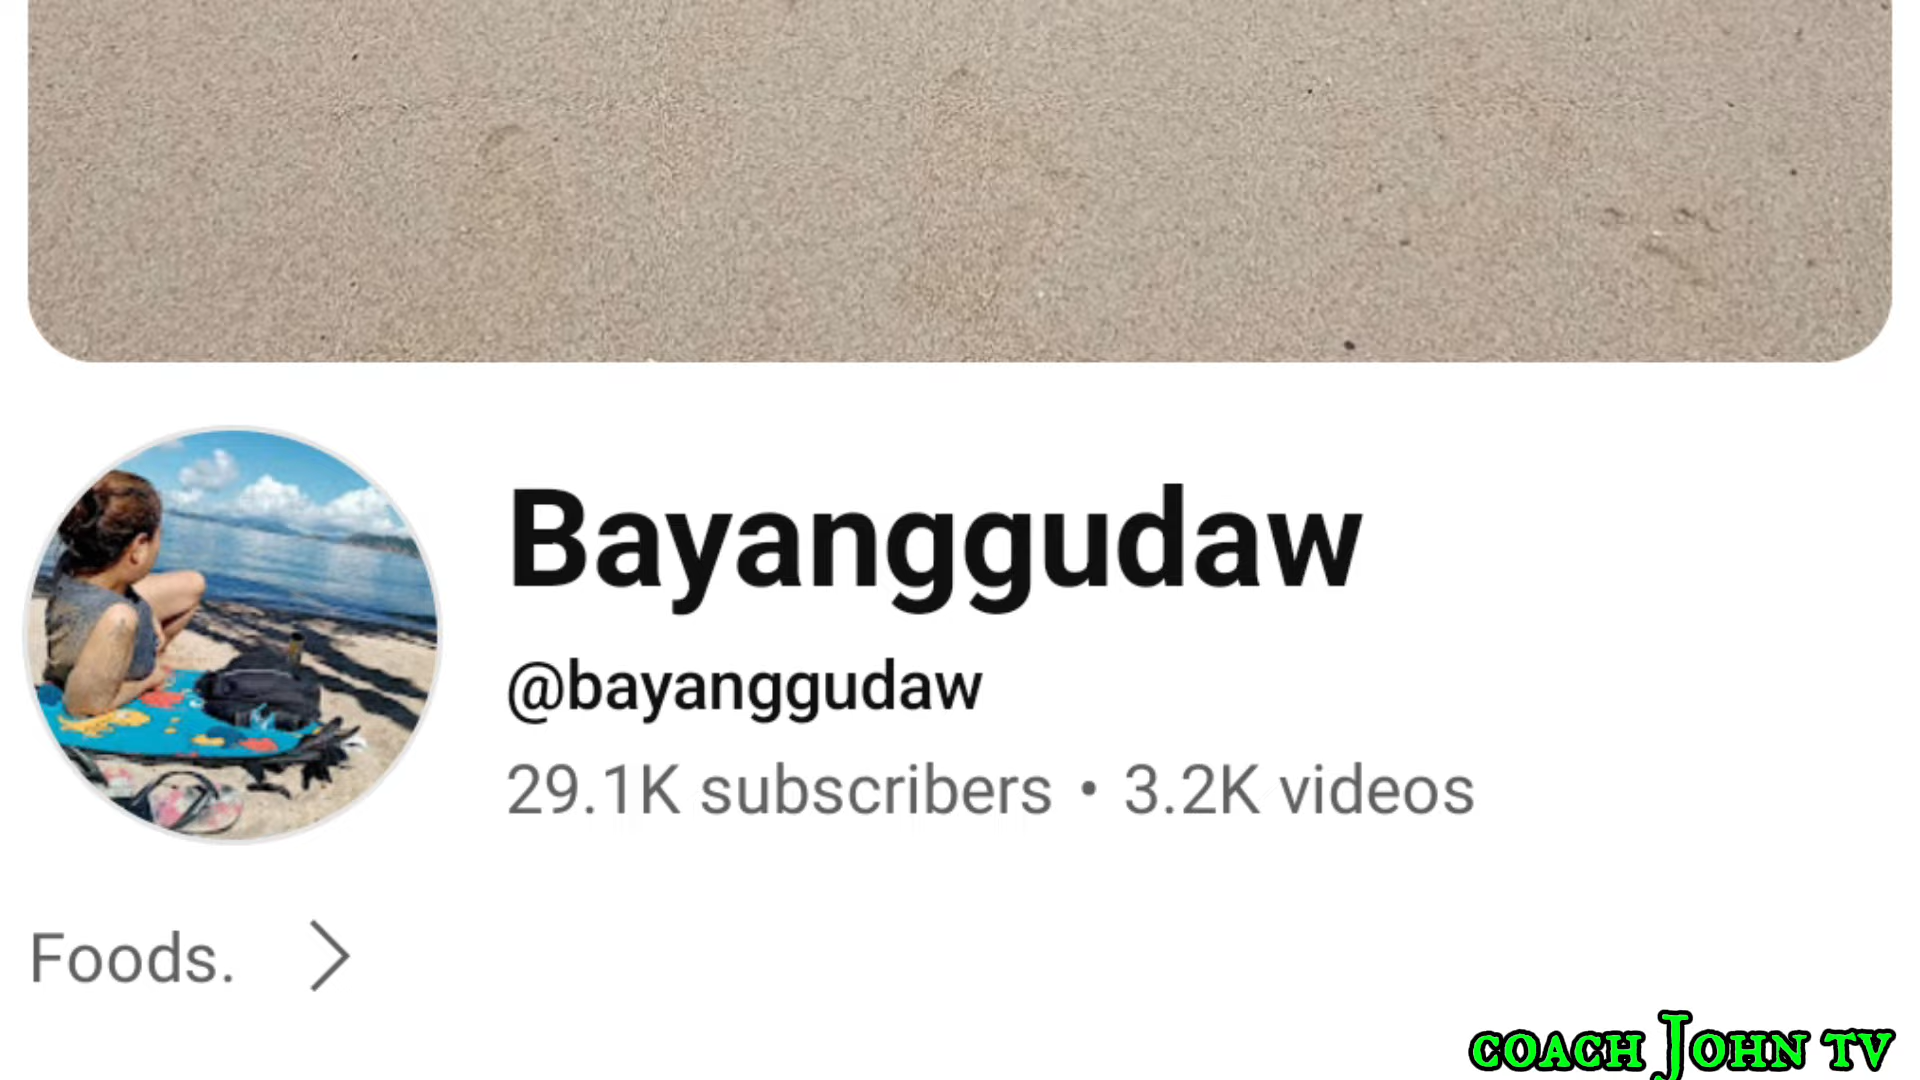 Bayanggudaw
@bayanggudaw
29.1K subscribers • 3.2K videos
Foods.
COACH JOHN TV